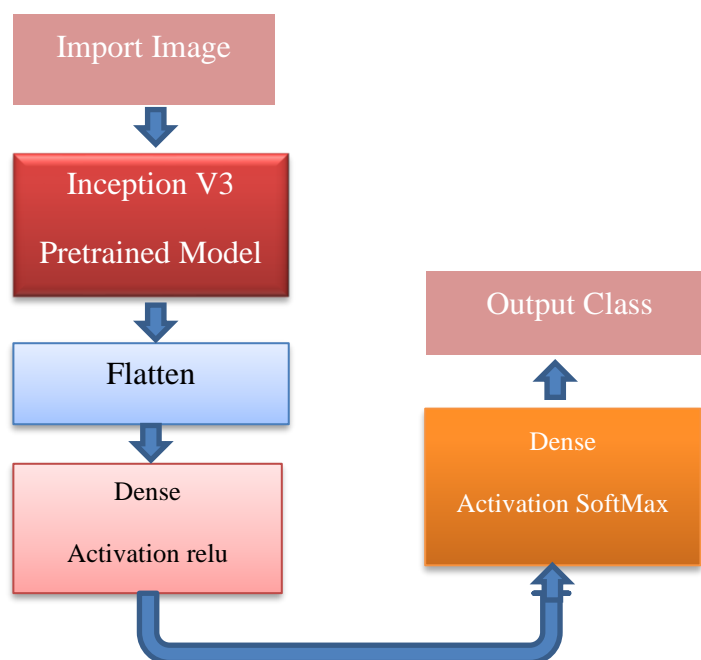 Import Image
Inception V3
Pretrained Model
Flatten
Dense
Activation relu
Dense
Activation SoftMax
Output Class